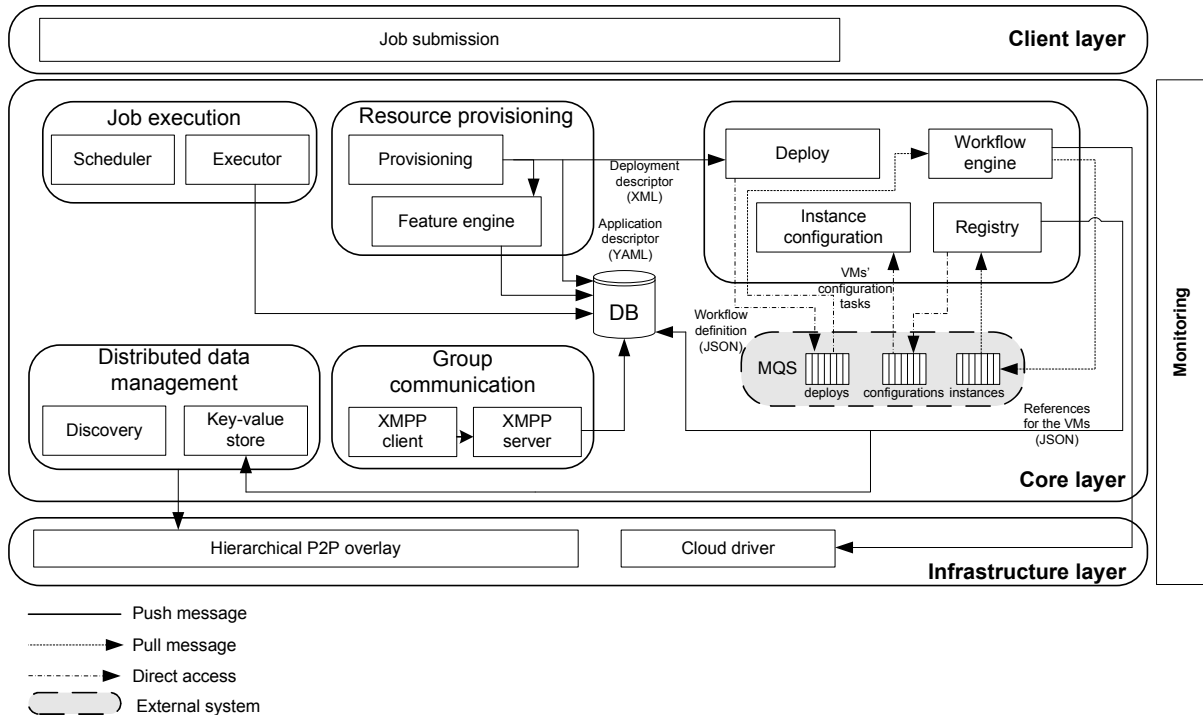 Job submission
Client layer
Job execution
Scheduler
Executor
Resource provisioning
Provisioning
Feature engine
Deployment
descriptor
(XML)
Application
descriptor
(YAML)
DB
Deploy
Workflow
engine
Instance
configuration
Registry
VMs'
configuration
tasks
Workflow
definition
(JSON)
MQS
deploys
configurations
instances
References
for the VMs
(JSON)
Distributed data
management
Discovery
Key-value
store
Group
communication
XMPP
client
XMPP
server
Core layer
Monitoring
Hierarchical P2P overlay
Cloud driver
Infrastructure layer
Push message
Pull message
Direct access
External system